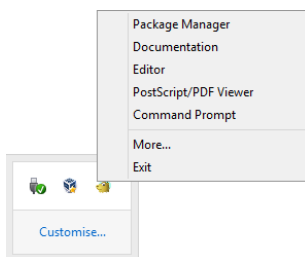 Package Manager
Documentation
Editor
PostScript/PDF Viewer
Command Prompt
More...
Exit
Customise...